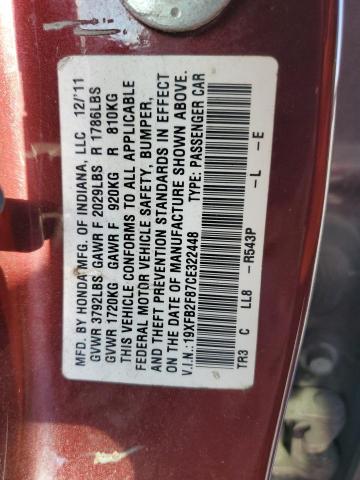 MFD. BY HONDA MFG. OF INDIANA, LLC 12/'11
GVWR 3792LBS GAWR F 2029LBS R 1786LBS
GVWR 1720KG GAWR F 920KG R 810KG
THIS VEHICLE CONFORMS TO ALL APPLICABLE
FEDERAL MOTOR VEHICLE SAFETY, BUMPER,
AND THEFT PREVENTION STANDARDS IN EFFECT
ON THE DATE OF MANUFACTURE SHOWN ABOVE.
V.I.N.: 19XFB2F87CE322448 TYPE: PASSENGER CAR
TR3 C LL8 -R543P -L -E